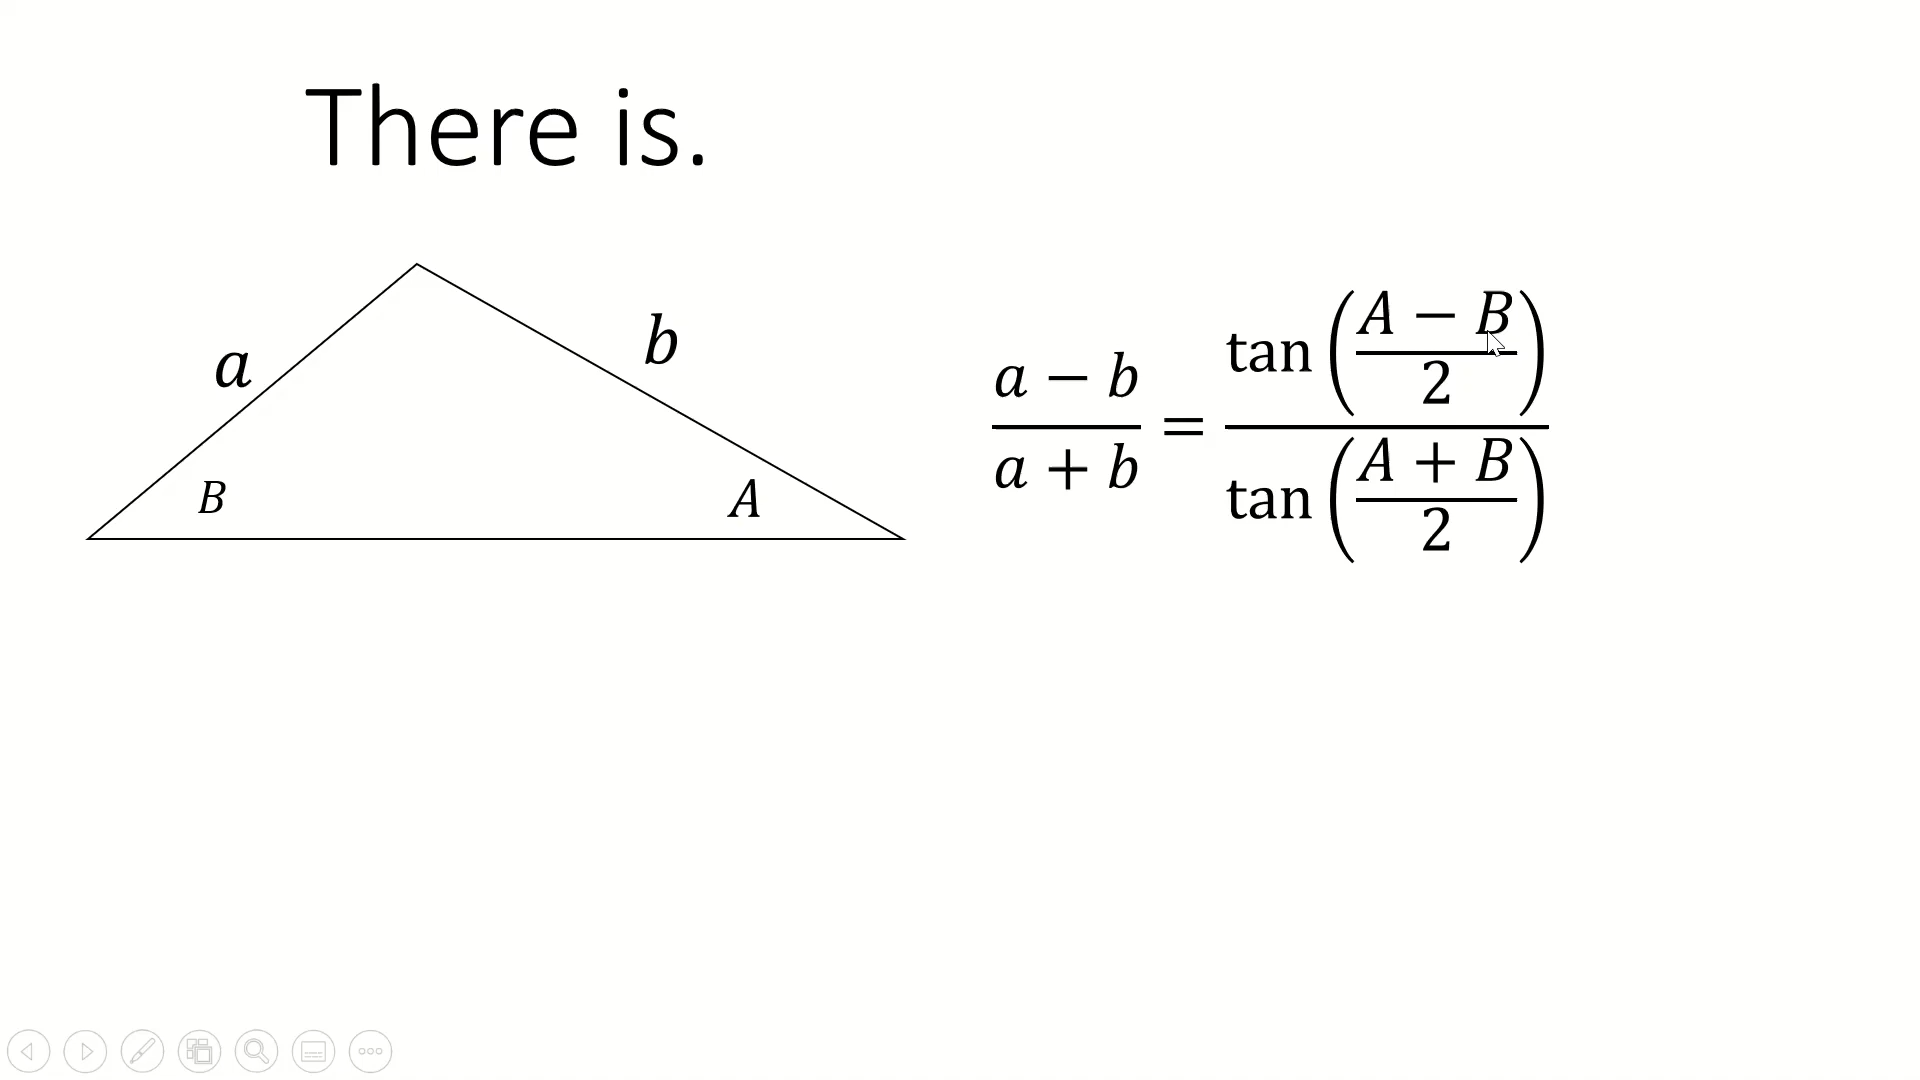 There is.
a
b
B
A
a − b
a + b
=
tan (A − B / 2)
tan (A + B / 2)